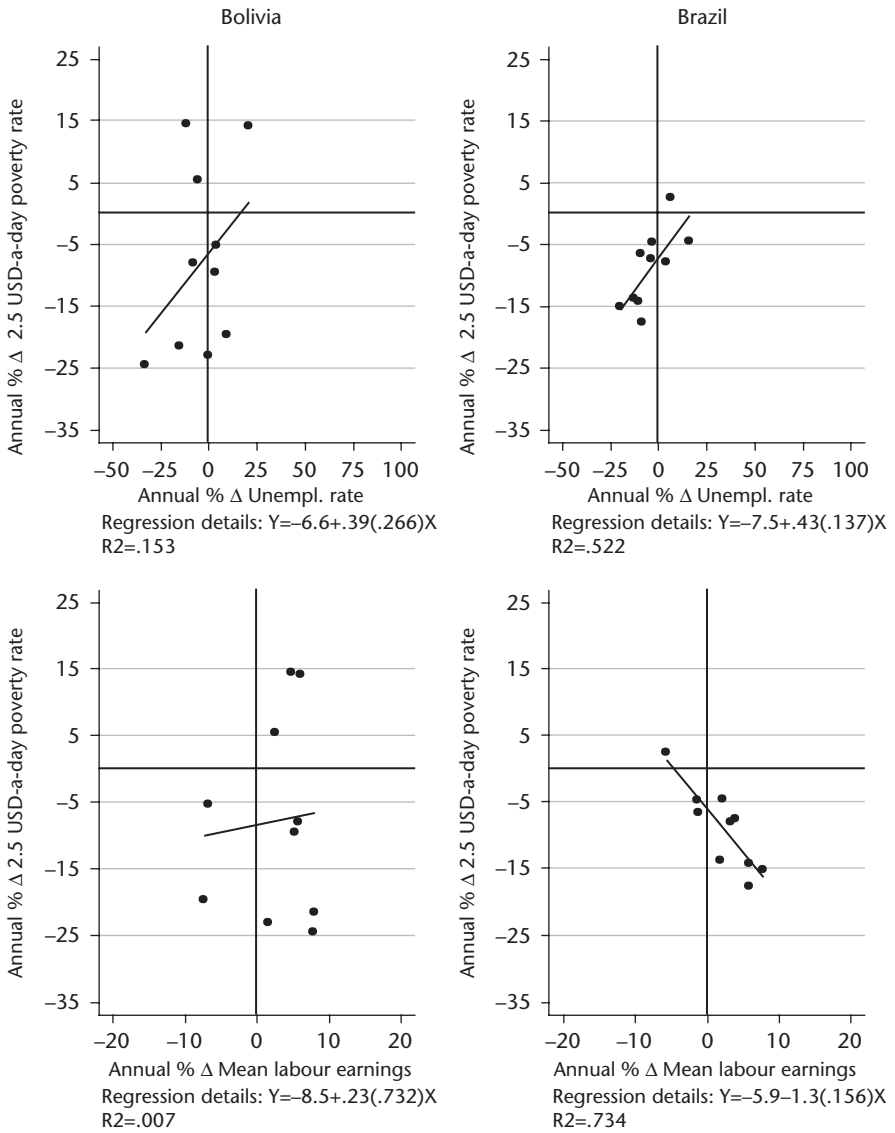 Bolivia
Annual % Δ 2.5 USD-a-day poverty rate
25
15
5
−5
−15
−25
−35
−50 −25 0 25 50 75 100
Annual % Δ Unempl. rate
Regression details: Y=−6.6+.39(.266)X
R2=.153
Brazil
Annual % Δ 2.5 USD-a-day poverty rate
25
15
5
−5
−15
−25
−35
−50 −25 0 25 50 75 100
Annual % Δ Unempl. rate
Regression details: Y=−7.5+.43(.137)X
R2=.522
Annual % Δ 2.5 USD-a-day poverty rate
25
15
5
−5
−15
−25
−35
−20 −10 0 10 20
Annual % Δ Mean labour earnings
Regression details: Y=−8.5+.23(.732)X
R2=.007
Annual % Δ 2.5 USD-a-day poverty rate
25
15
5
−5
−15
−25
−35
−20 −10 0 10 20
Annual % Δ Mean labour earnings
Regression details: Y=−5.9−1.3(.156)X
R2=.734